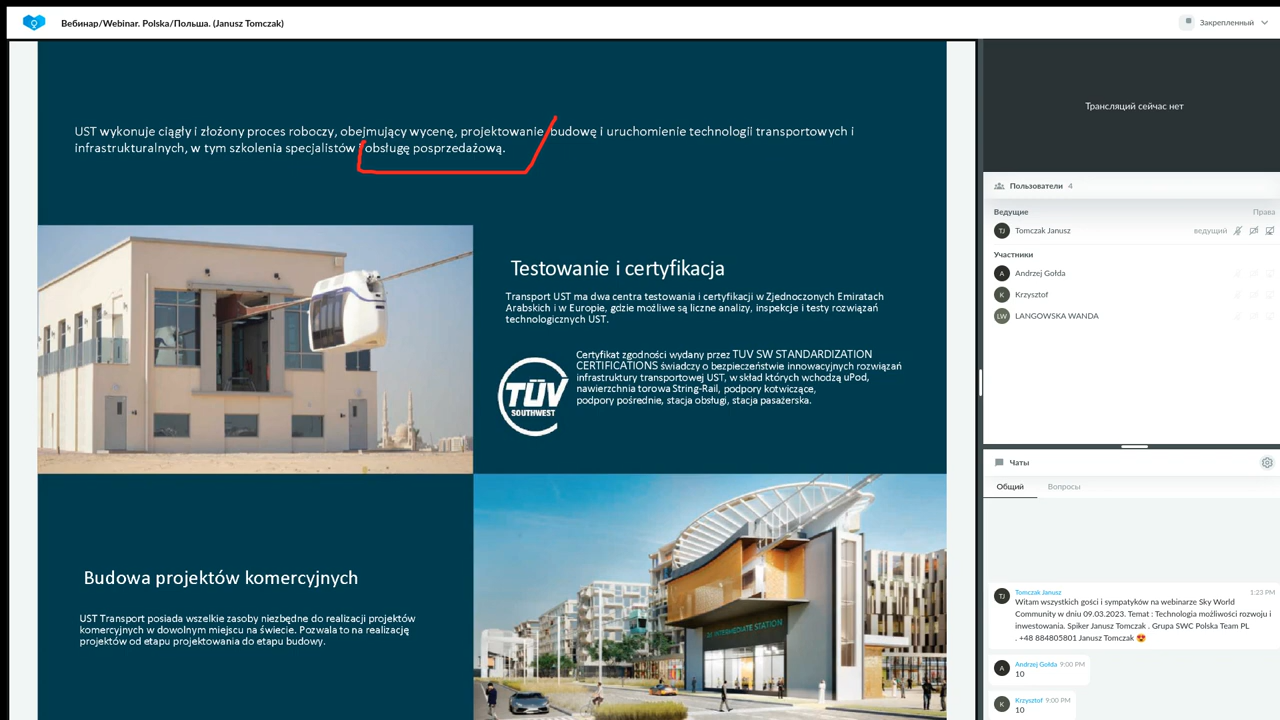 Вебинар/Webinar. Polska/Польша. (Janusz Tomczak)
Закрепленный
UST wykonuje ciągły i złożony proces roboczy, obejmujący wycenę, projektowanie budowę i uruchomienie technologii transportowych i
infrastrukturalnych, w tym szkolenia specjalistów i obsługę posprzedażową.
Testowanie i certyfikacja
Transport UST ma dwa centra testowania i certyfikacji w Zjednoczonych Emiratach
Arabskich i w Europie, gdzie możliwe są liczne analizy, inspekcje i testy rozwiązań
technologicznych UST.
TÜV
SOUTHWEST
Certyfikat zgodności wydany przez TUV SW STANDARDIZATION
CERTIFICATIONS świadczy o bezpieczeństwie innowacyjnych rozwiązań
infrastruktury transportowej UST, w skład których wchodzą uPod,
nawierzchnia torowa String-Rail, podpory kotwiczące,
podpory pośrednie, stacja obsługi, stacja pasażerska.
Budowa projektów komercyjnych
UST Transport posiada wszelkie zasoby niezbędne do realizacji projektów
komercyjnych w dowolnym miejscu na świecie. Pozwala to na realizację
projektów od etapu projektowania do etapu budowy.
INTERMEDIATE STATION
Трансляций сейчас нет
Пользователи 4
Ведущие Права
TJ Tomczak Janusz ведущий
Участники
A Andrzej Gołda
K Krzysztof
LW LANGOWSKA WANDA
Чаты
Общий Вопросы
TJ Tomczak Janusz 1:23 PM
Witam wszystkich gości i sympatyków na webinarze Sky World
Community w dniu 09.03.2023. Temat : Technologia możliwości rozwoju i
inwestowania. Spiker Janusz Tomczak . Grupa SWC Polska Team PL
. +48 884805801 Janusz Tomczak 😍
A Andrzej Gołda 9:00 PM
10
K Krzysztof 9:00 PM
10